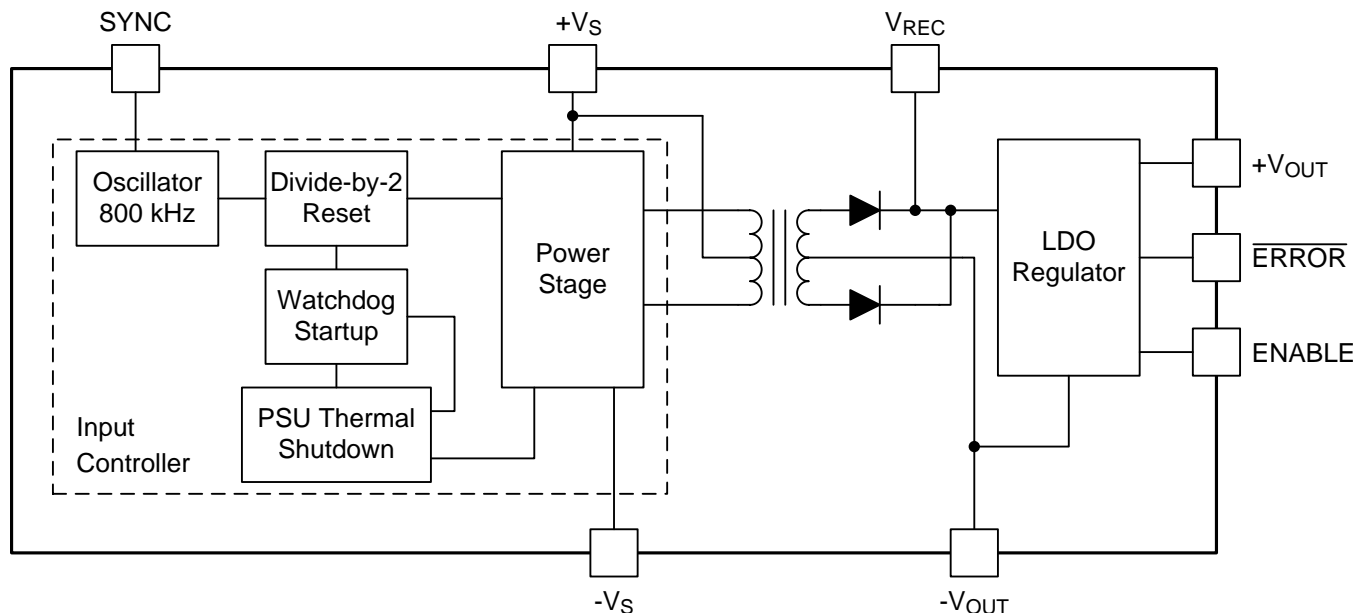 SYNC
+VS
VREC
Oscillator
800 kHz
Divide-by-2
Reset
Watchdog
Startup
PSU Thermal
Shutdown
Input
Controller
Power
Stage
LDO
Regulator
+VOUT
ERROR
ENABLE
-VS
-VOUT